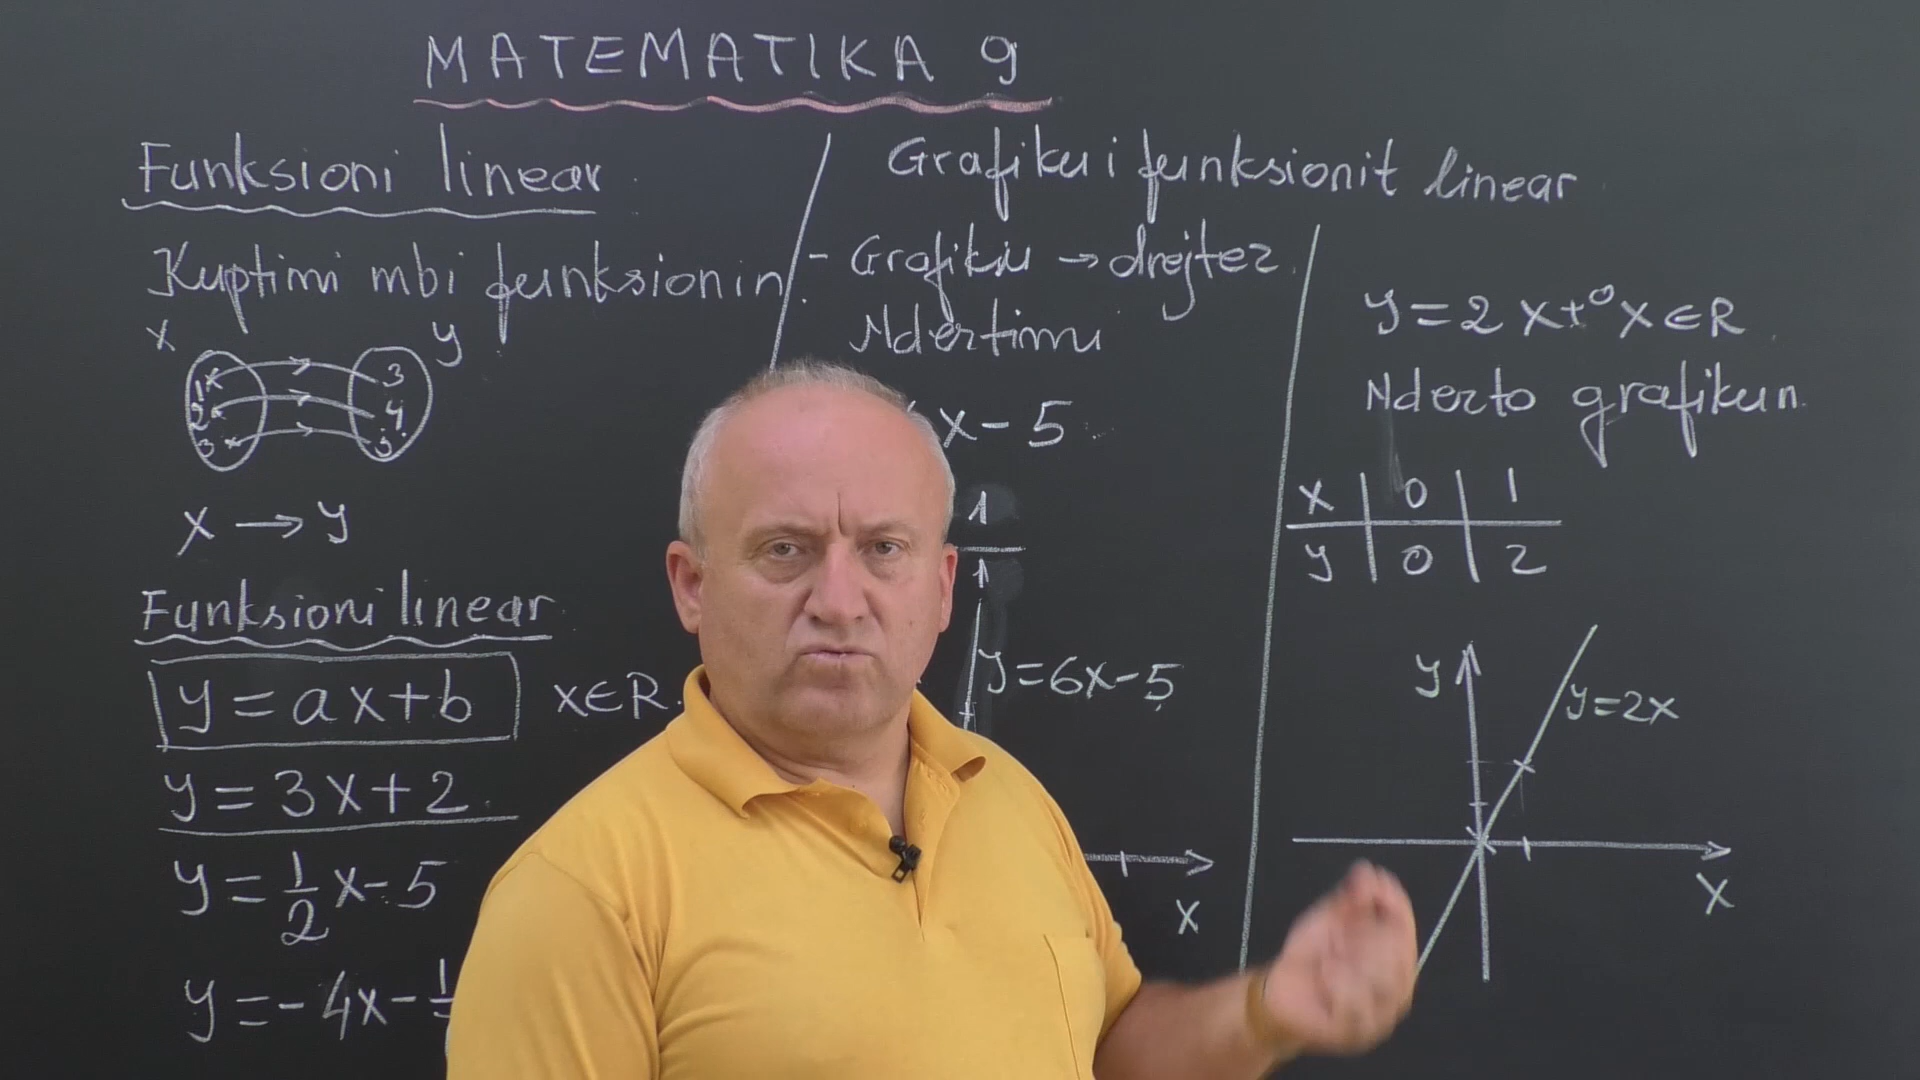 MATEMATIKA 9
Funksioni linear
Kuptimi mbi funksionin.
x y
1 3
2 4
3 5
x → y
Funksioni linear
y = ax+b x∈R.
y = 3x+2.
y = 1/2 x-5
y = -4x-1
Grafiku i funksionit linear
- Grafiku → drejtez.
Ndertimi
x-5
1
y=6x-5
x
y=2x+0 x∈R
Nderto grafikun.
x | 0 | 1
y | 0 | 2
y
y=2x
x